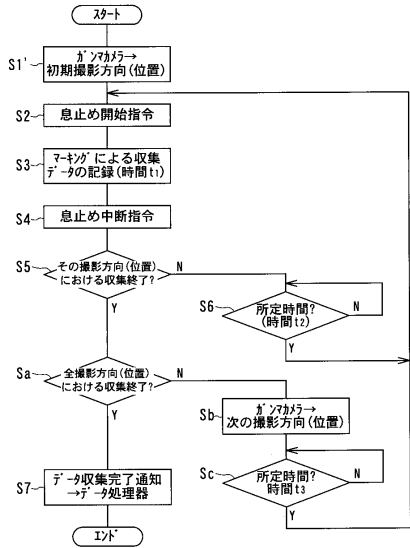 スタート
S1'
ガンマカメラ→
初期撮影方向(位置)
S2
息止め開始指令
S3
マーキングによる収集
データの記録(時間t1)
S4
息止め中断指令
S5
その撮影方向(位置)
における収集終了?
N
Y
S6
所定時間?
(時間t2)
N
Y
Sa
全撮影方向(位置)
における収集終了?
N
Y
Sb
ガンマカメラ→
次の撮影方向(位置)
Sc
所定時間?
時間t3
N
Y
S7
データ収集完了通知
→データ処理器
エンド